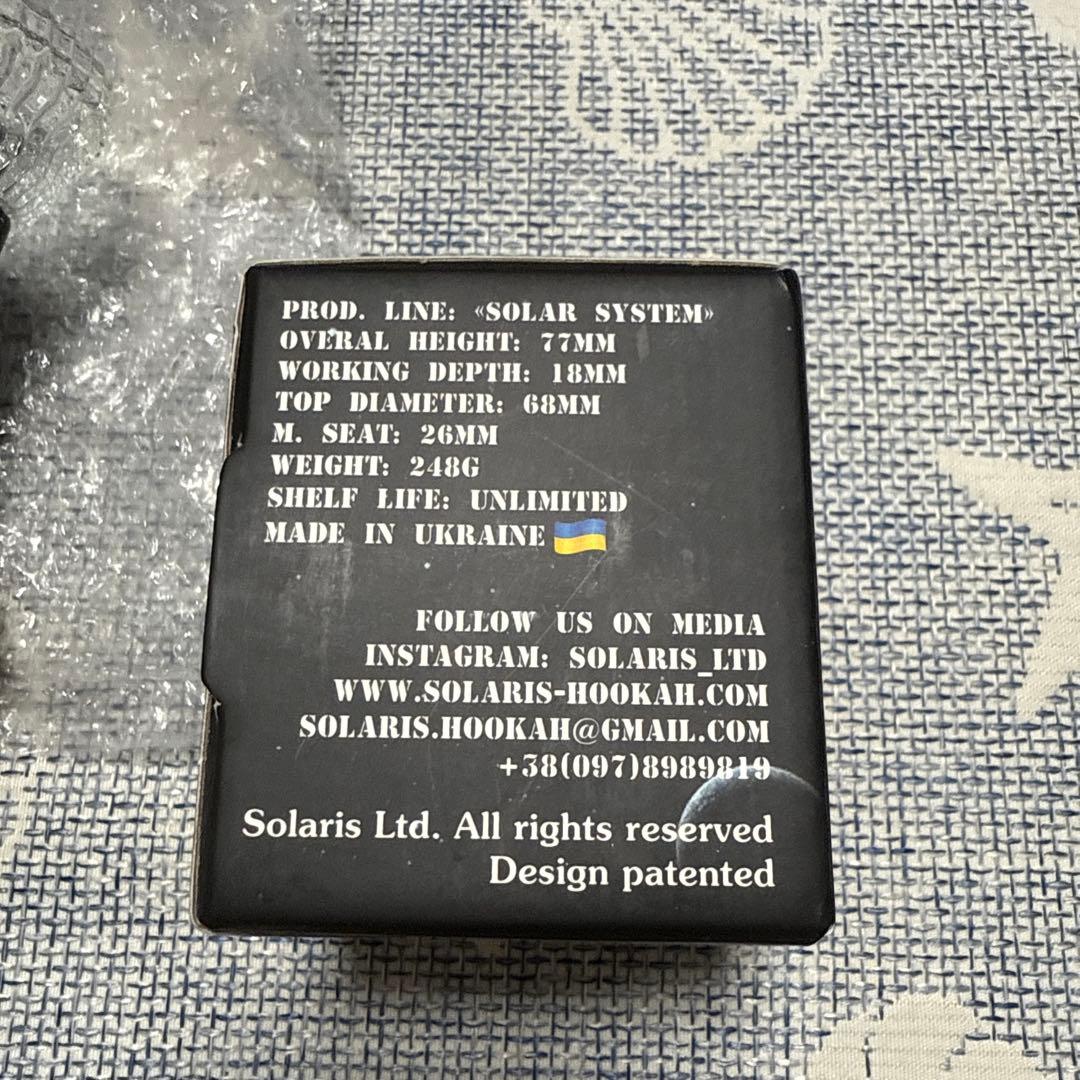 PROD. LINE: «SOLAR SYSTEM»
OVERAL HEIGHT: 77MM
WORKING DEPTH: 18MM
TOP DIAMETER: 68MM
M. SEAT: 26MM
WEIGHT: 248G
SHELF LIFE: UNLIMITED
MADE IN UKRAINE
FOLLOW US ON MEDIA
INSTAGRAM: SOLARIS_LTD
WWW.SOLARIS-HOOKAH.COM
SOLARIS.HOOKAH@GMAIL.COM
+38(097)8989819
Solaris Ltd. All rights reserved
Design patented